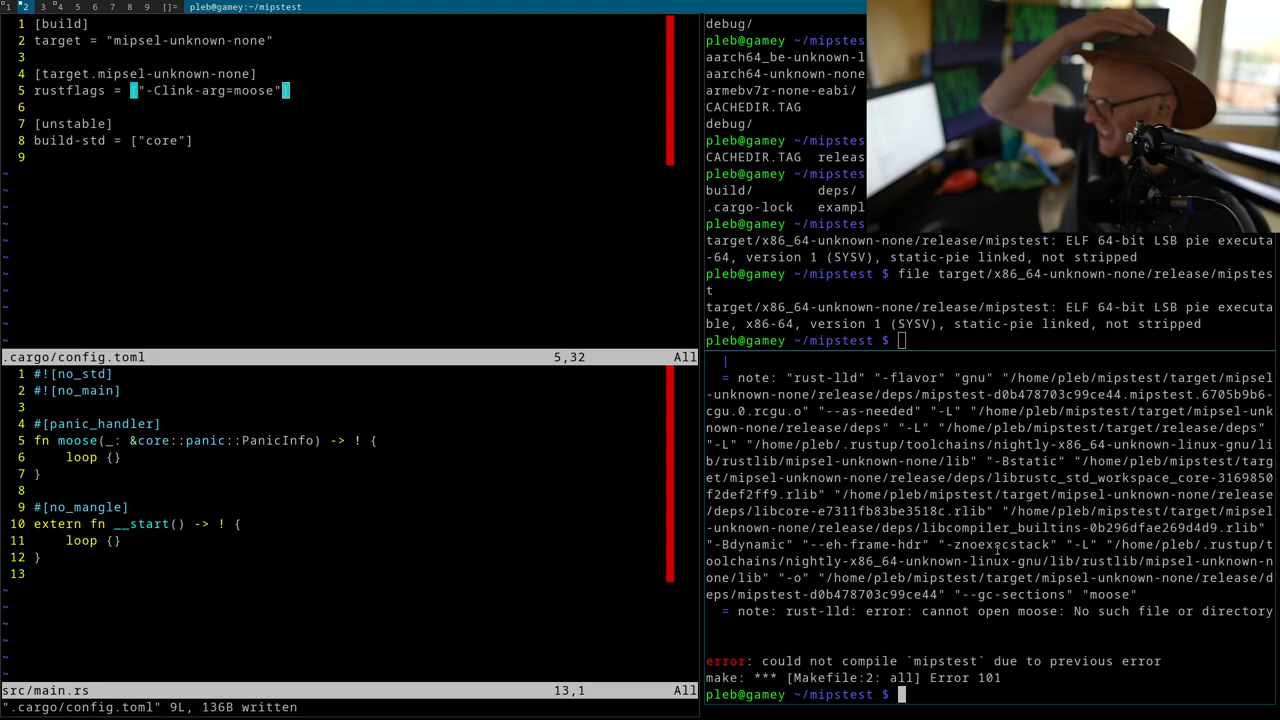 1 2 3 4 5 6 7 8 9 []= pleb@gamey:~/mipstest
1 [build]
2 target = "mipsel-unknown-none"
3
4 [target.mipsel-unknown-none]
5 rustflags = ["-Clink-arg=moose"]
6
7 [unstable]
8 build-std = ["core"]
9
~
~
~
~
~
~
~
~
~
~
~
.cargo/config.toml 5,32 All
1 #![no_std]
2 #![no_main]
3
4 #[panic_handler]
5 fn moose(_: &core::panic::PanicInfo) -> ! {
6 loop {}
7 }
8
9 #[no_mangle]
10 extern fn __start() -> ! {
11 loop {}
12 }
13
~
~
~
~
~
~
src/main.rs 13,1 All
".cargo/config.toml" 9L, 136B written
debug/
pleb@gamey ~/mipstes
aarch64_be-unknown-l
aarch64-unknown-none
armebv7r-none-eabi/
CACHEDIR.TAG
debug/
pleb@gamey ~/mipstes
CACHEDIR.TAG releas
pleb@gamey ~/mipstes
build/ deps/
.cargo-lock exampl
pleb@gamey ~/mipstes
target/x86_64-unknown-none/release/mipstest: ELF 64-bit LSB pie executa
-64, version 1 (SYSV), static-pie linked, not stripped
pleb@gamey ~/mipstest $ file target/x86_64-unknown-none/release/mipstes
t
target/x86_64-unknown-none/release/mipstest: ELF 64-bit LSB pie executa
ble, x86-64, version 1 (SYSV), static-pie linked, not stripped
pleb@gamey ~/mipstest $
|
= note: "rust-lld" "-flavor" "gnu" "/home/pleb/mipstest/target/mipsel
-unknown-none/release/deps/mipstest-d0b478703c99ce44.mipstest.6705b9b6-
cgu.0.rcgu.o" "--as-needed" "-L" "/home/pleb/mipstest/target/mipsel-unk
nown-none/release/deps" "-L" "/home/pleb/mipstest/target/release/deps"
"-L" "/home/pleb/.rustup/toolchains/nightly-x86_64-unknown-linux-gnu/li
b/rustlib/mipsel-unknown-none/lib" "-Bstatic" "/home/pleb/mipstest/targ
et/mipsel-unknown-none/release/deps/librustc_std_workspace_core-3169850
f2def2ff9.rlib" "/home/pleb/mipstest/target/mipsel-unknown-none/release
/deps/libcore-e7311fb83be3518c.rlib" "/home/pleb/mipstest/target/mipsel
-unknown-none/release/deps/libcompiler_builtins-0b296dfae269d4d9.rlib"
"-Bdynamic" "--eh-frame-hdr" "-znoexecstack" "-L" "/home/pleb/.rustup/t
oolchains/nightly-x86_64-unknown-linux-gnu/lib/rustlib/mipsel-unknown-n
one/lib" "-o" "/home/pleb/mipstest/target/mipsel-unknown-none/release/d
eps/mipstest-d0b478703c99ce44" "--gc-sections" "moose"
= note: rust-lld: error: cannot open moose: No such file or directory
error: could not compile `mipstest` due to previous error
make: *** [Makefile:2: all] Error 101
pleb@gamey ~/mipstest $